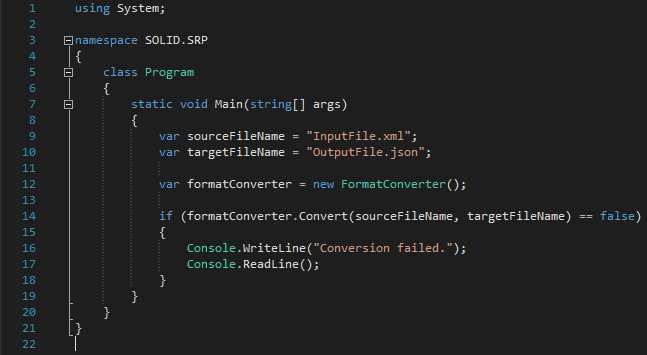 1 using System;
2
3 namespace SOLID.SRP
4 {
5     class Program
6     {
7         static void Main(string[] args)
8         {
9             var sourceFileName = "InputFile.xml";
10             var targetFileName = "OutputFile.json";
11
12             var formatConverter = new FormatConverter();
13
14             if (formatConverter.Convert(sourceFileName, targetFileName) == false)
15             {
16                 Console.WriteLine("Conversion failed.");
17                 Console.ReadLine();
18             }
19         }
20     }
21 }
22